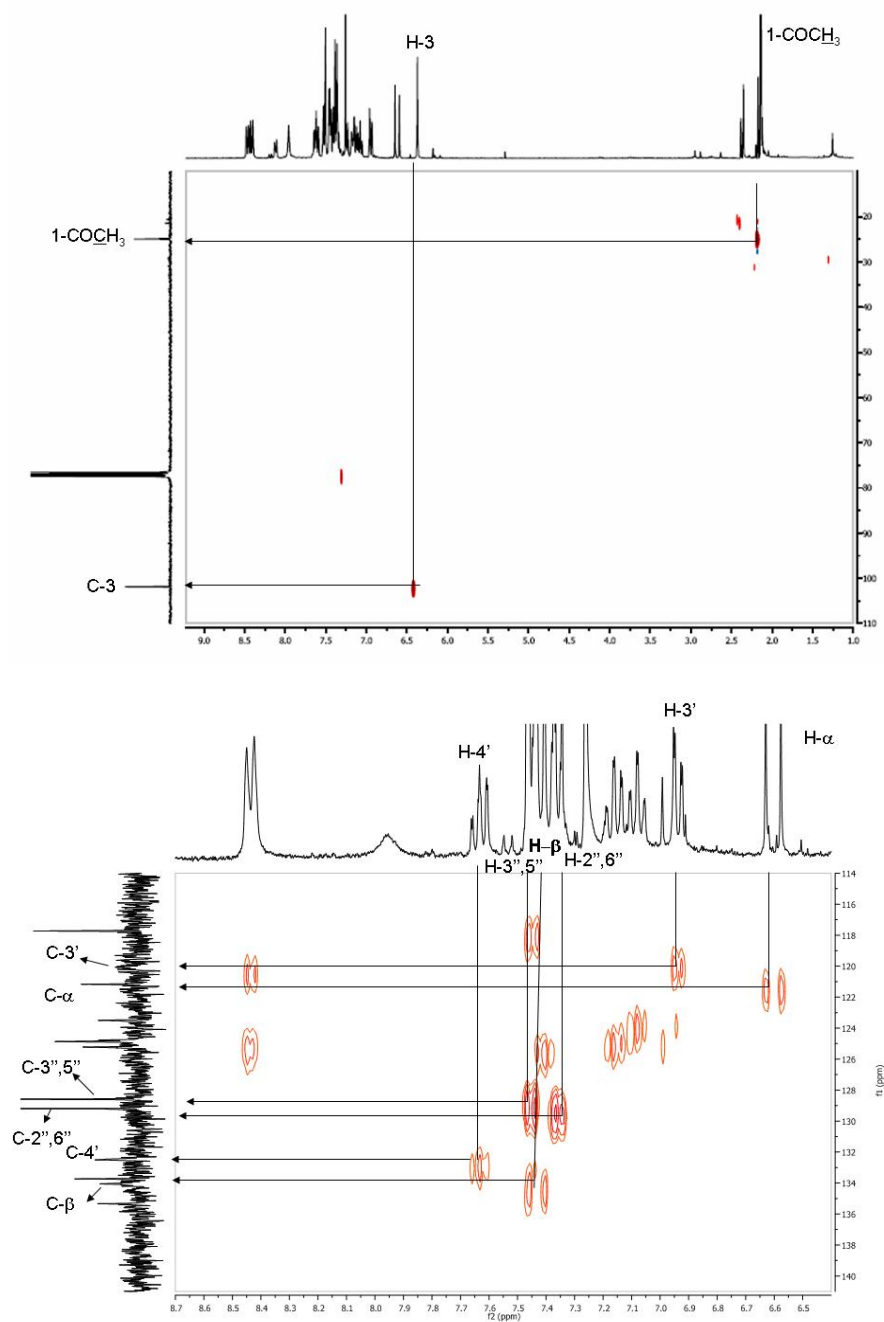 H-3
1-COCH₃
1-COCH₃
C-3
20
30
40
50
60
70
80
90
100
110
9.0 8.5 8.0 7.5 7.0 6.5 6.0 5.5 5.0 4.5 4.0 3.5 3.0 2.5 2.0 1.5 1.0
H-3'
H-4'
H-α
H-β
H-3'',5''
H-2'',6''
C-3'
C-α
C-3'',5''
C-2'',6''
C-4'
C-β
114
116
118
120
122
124
126
128
130
132
134
136
138
140
f1 (ppm)
8.7 8.6 8.5 8.4 8.3 8.2 8.1 8.0 7.9 7.8 7.7 7.6 7.5 7.4 7.3 7.2 7.1 7.0 6.9 6.8 6.7 6.6 6.5
f2 (ppm)